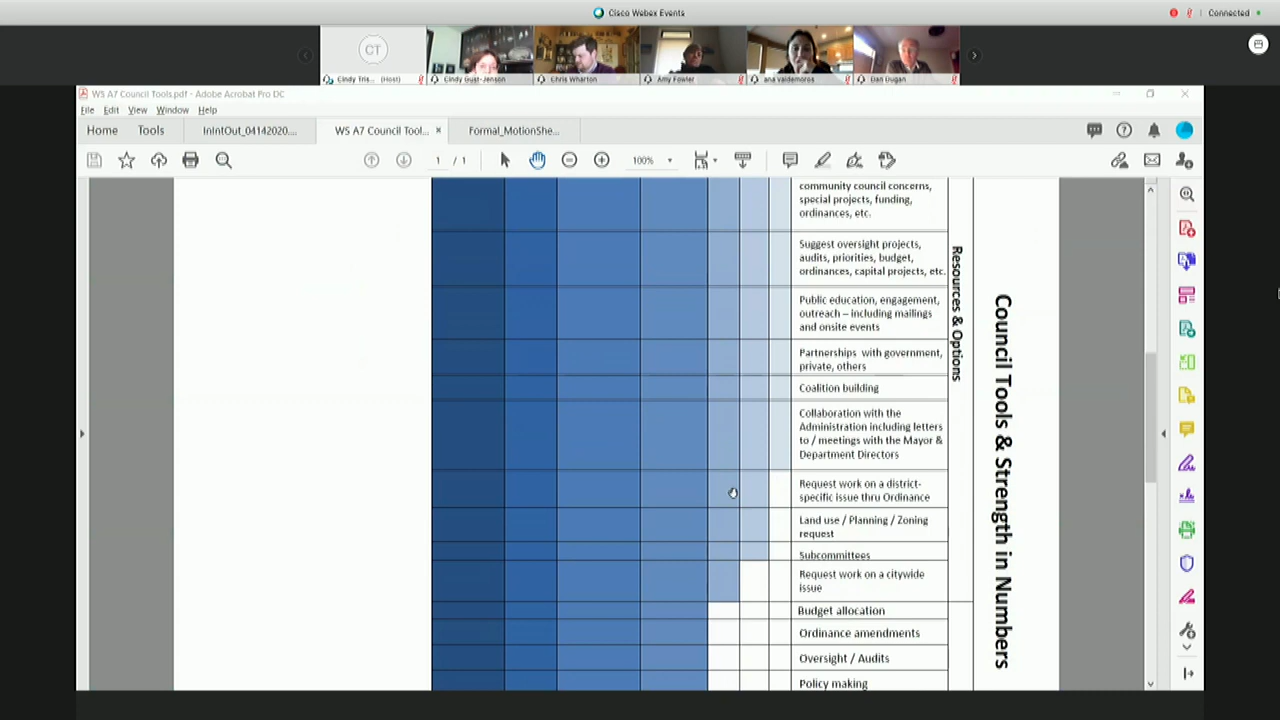 Cisco Webex Events
Connected
CT
Cindy Tris... (Host)
Cindy Gust-Jenson
Chris Wharton
Amy Fowler
ana valdemoros
Dan Dugan
WS A7 Council Tools.pdf - Adobe Acrobat Pro DC
File Edit View Window Help
Home Tools InIntOut_04142020.... WS A7 Council Tool... × Formal_MotionShe...
1 / 1 100%
community council concerns,
special projects, funding,
ordinances, etc.
Suggest oversight projects,
audits, priorities, budget,
ordinances, capital projects, etc.
Public education, engagement,
outreach – including mailings
and onsite events
Partnerships with government,
private, others
Coalition building
Collaboration with the
Administration including letters
to / meetings with the Mayor &
Department Directors
Request work on a district-
specific issue thru Ordinance
Land use / Planning / Zoning
request
Subcommittees
Request work on a citywide
issue
Budget allocation
Ordinance amendments
Oversight / Audits
Policy making
Resources & Options
Council Tools & Strength in Numbers